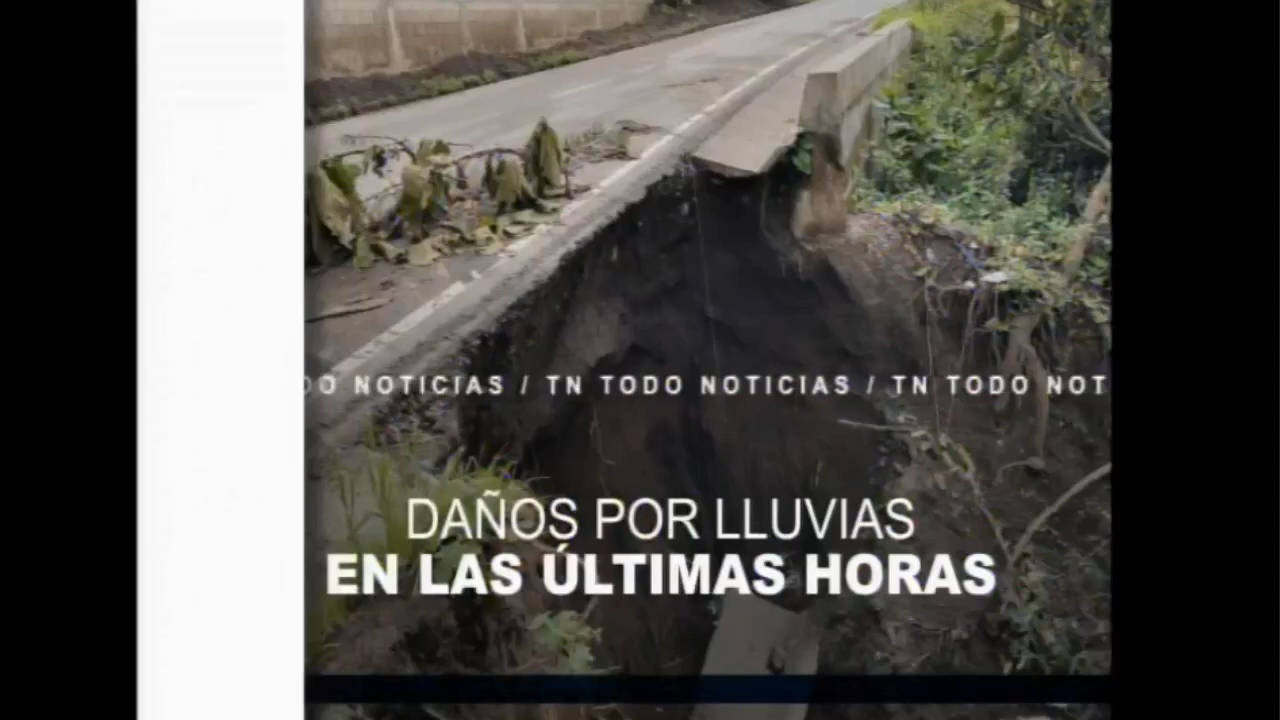 DO NOTICIAS / TN TODO NOTICIAS / TN TODO NOT
DAÑOS POR LLUVIAS
EN LAS ÚLTIMAS HORAS